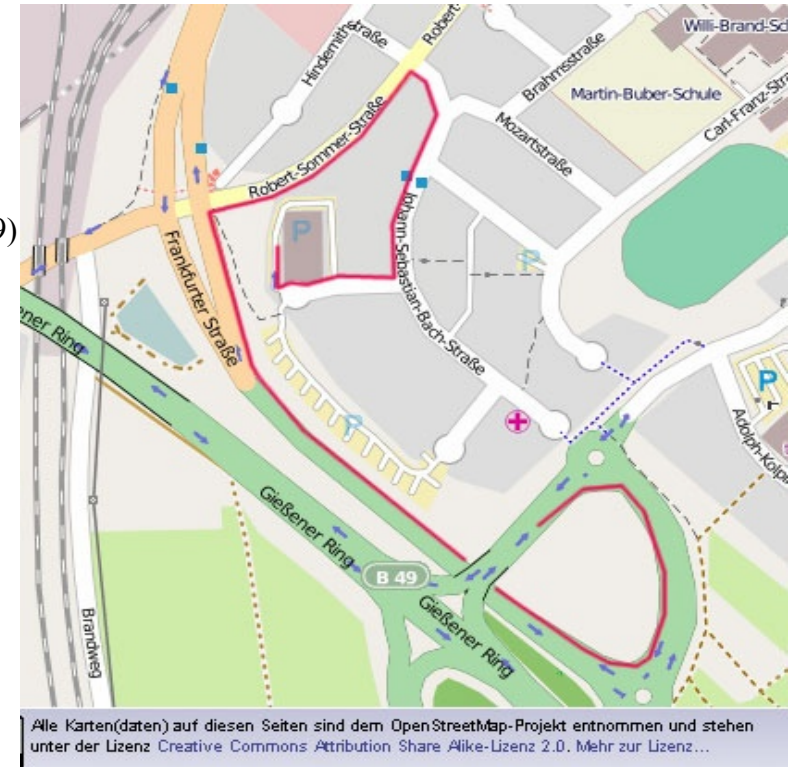 Hindemithstraße
Robert-
Willi-Brand-Sc
Brahmsstraße
Martin-Buber-Schule
Carl-Franz-Stra
Mozartstraße
Robert-Sommer-Straße
9)
P
Johann-Sebastian-Bach-Straße
P
Frankfurter Straße
ener Ring
P
P
Adolph-Kolpi
Gießener Ring
B 49
Gießener Ring
Brandweg
Alle Karten(daten) auf diesen Seiten sind dem OpenStreetMap-Projekt entnommen und stehen
unter der Lizenz Creative Commons Attribution Share Alike-Lizenz 2.0. Mehr zur Lizenz...